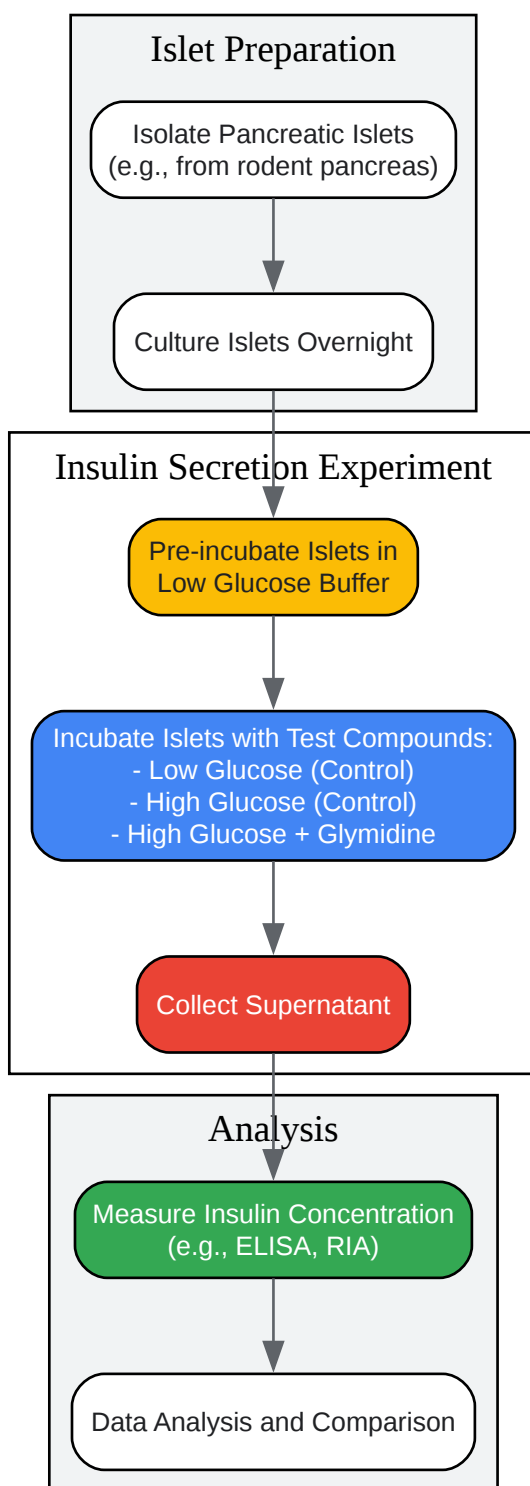 Islet Preparation
Isolate Pancreatic Islets
(e.g., from rodent pancreas)
Culture Islets Overnight
Insulin Secretion Experiment
Pre-incubate Islets in
Low Glucose Buffer
Incubate Islets with Test Compounds:
- Low Glucose (Control)
- High Glucose (Control)
- High Glucose + Glymidine
Collect Supernatant
Analysis
Measure Insulin Concentration
(e.g., ELISA, RIA)
Data Analysis and Comparison